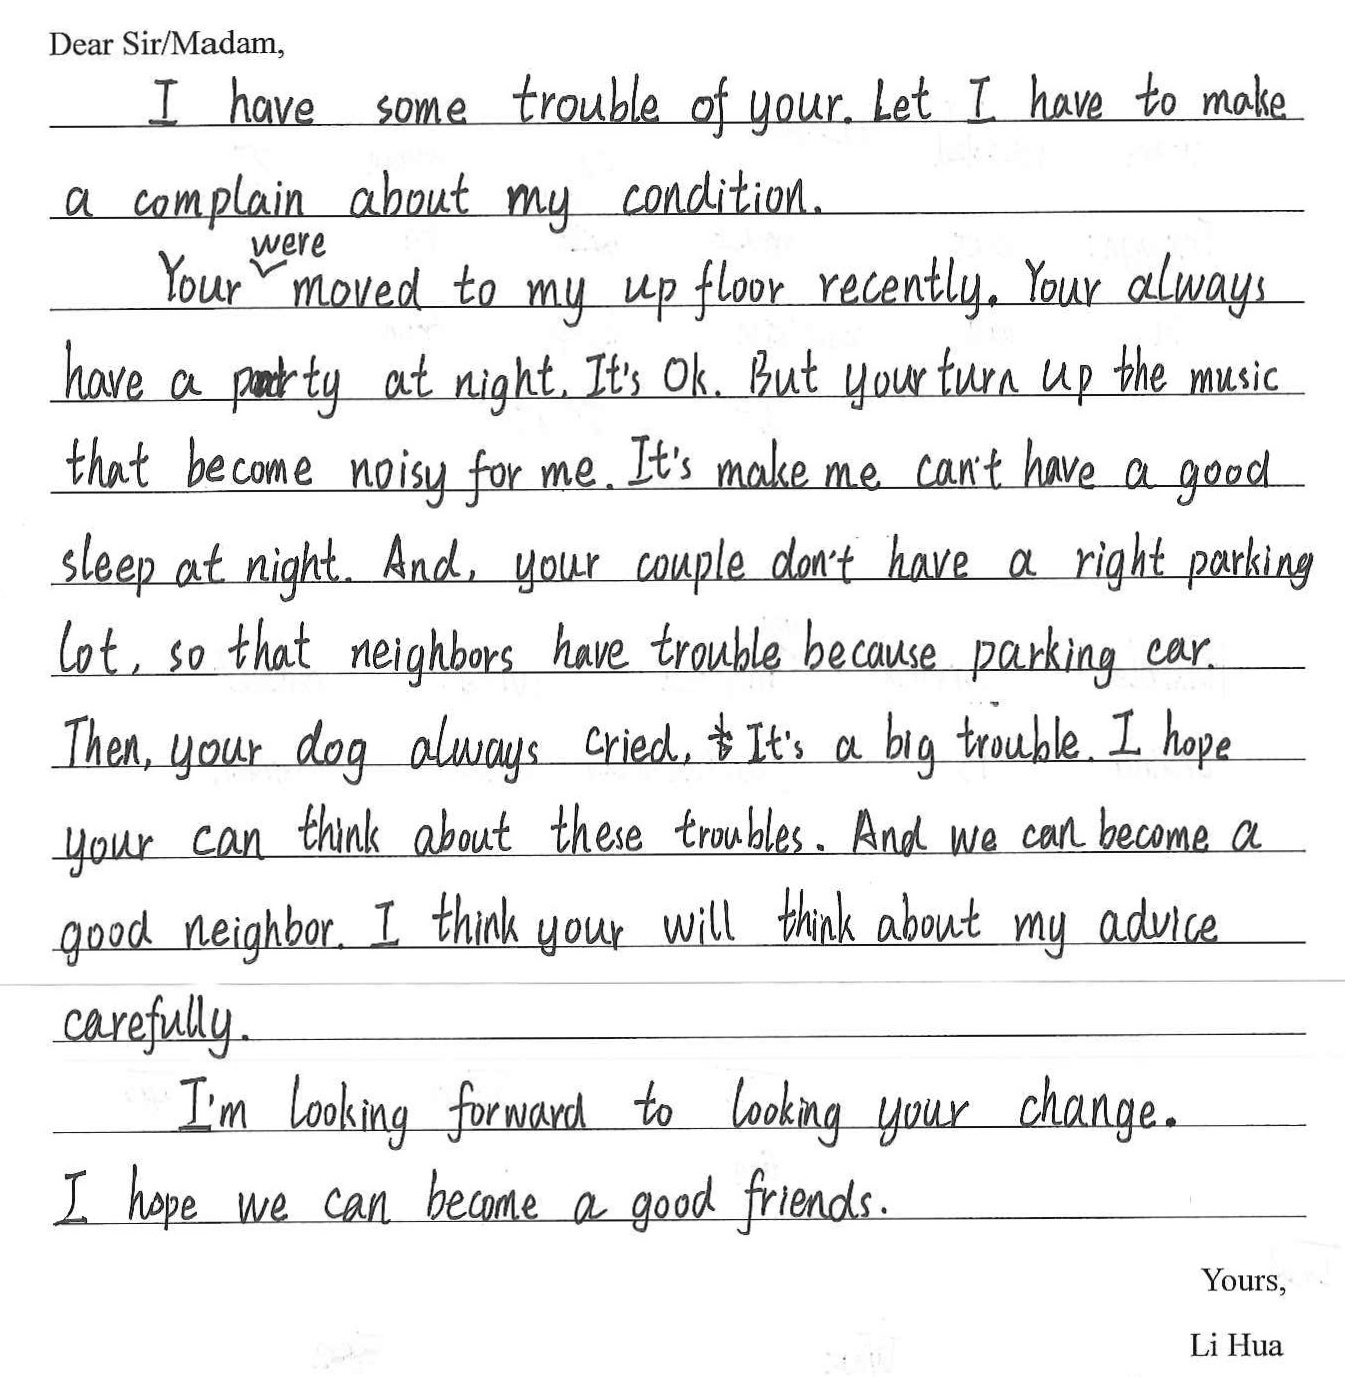 Dear Sir/Madam,
I have some trouble of your. Let I have to make
a complain about my condition.
were
Your moved to my up floor recently. Your always
have a party at night. It's Ok. But your turn up the music
that become noisy for me. It's make me can't have a good
sleep at night. And, your couple don't have a right parking
lot, so that neighbors have trouble because parking car.
Then, your dog always cried, It's a big trouble. I hope
your can think about these troubles. And we can become a
good neighbor. I think your will think about my advice
carefully.
I'm looking forward to looking your change.
I hope we can become a good friends.
Yours,
Li Hua